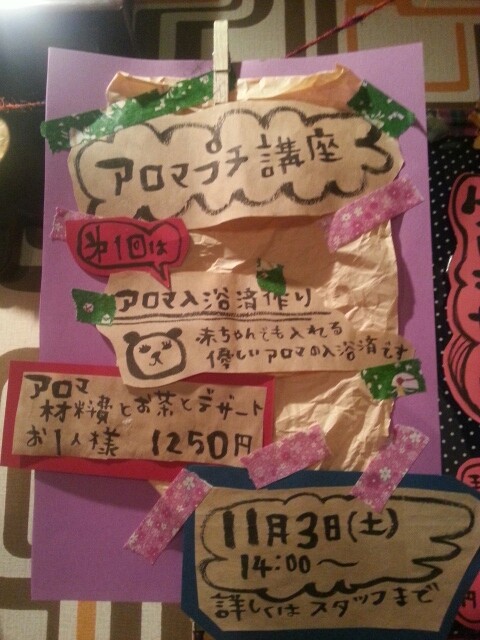 アロマプチ講座
第1回は
アロマ入浴済作り
赤ちゃんでも入れる
優しいアロマの入浴済です
アロマ
材料費とお茶とデザート
お1人様 1250円
11月3日(土)
14:00〜
詳しくはスタッフまで